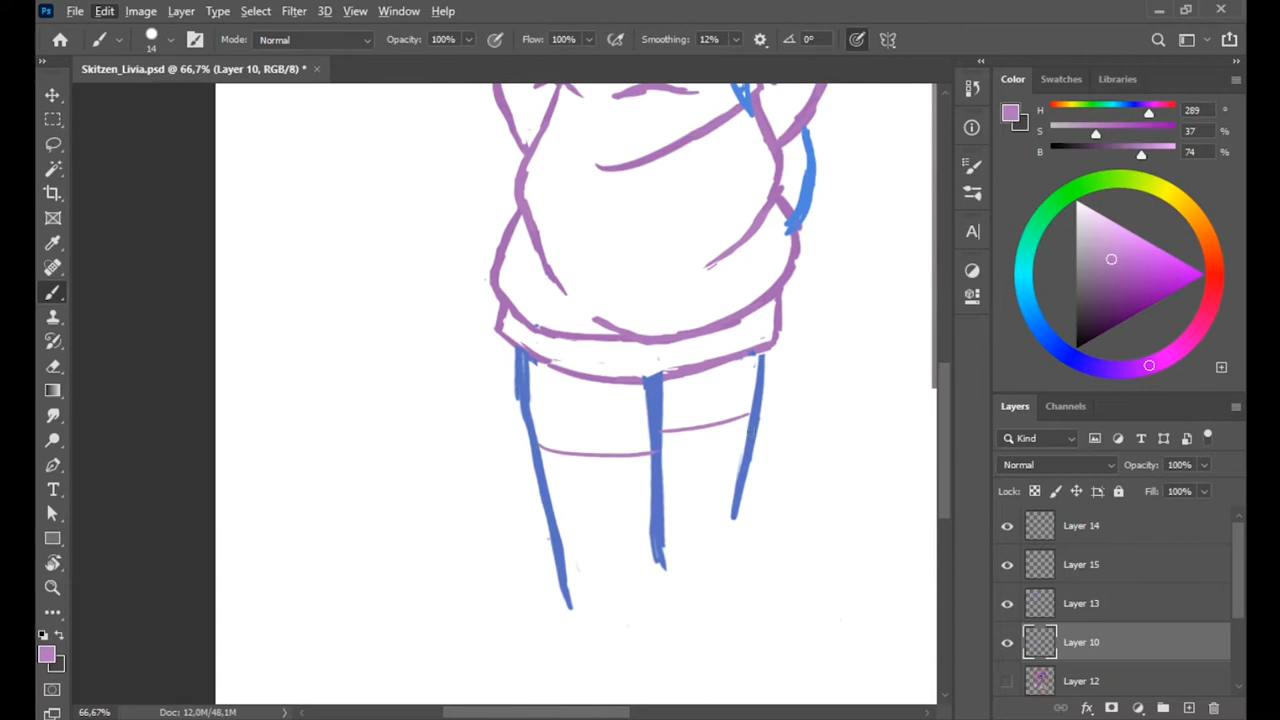 Ps File Edit Image Layer Type Select Filter 3D View Window Help
14 Mode: Normal Opacity: 100% Flow: 100% Smoothing: 12% 0°
Skitzen_Livia.psd @ 66,7% (Layer 10, RGB/8) *
Color Swatches Libraries
H 289 °
S 37 %
B 74 %
A
Layers Channels
Kind
Normal Opacity: 100%
Lock: Fill: 100%
Layer 14
Layer 15
Layer 13
Layer 10
Layer 12
66,67% Doc: 12,0M/48,1M